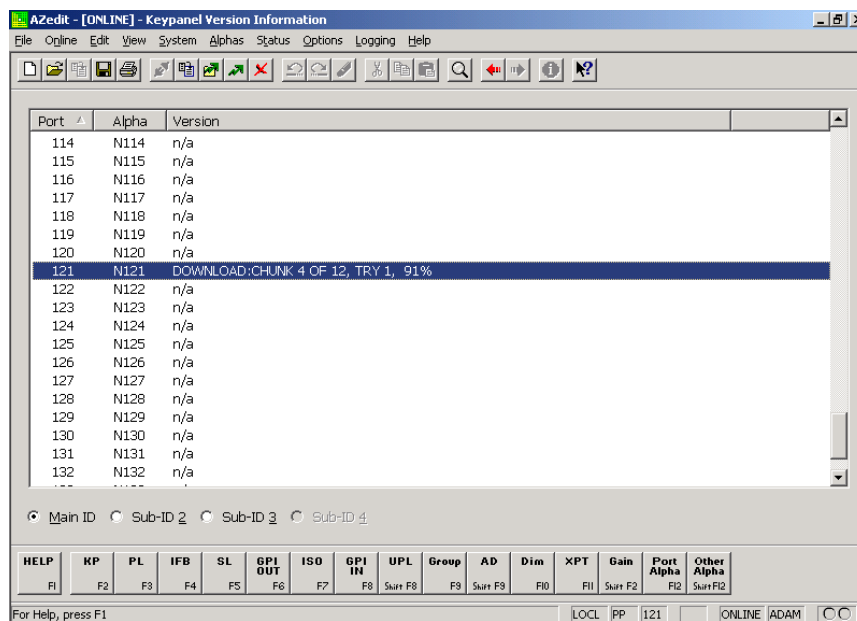 AZedit - [ONLINE] - Keypanel Version Information
File Online Edit View System Alphas Status Options Logging Help
Port Alpha Version
114 N114 n/a
115 N115 n/a
116 N116 n/a
117 N117 n/a
118 N118 n/a
119 N119 n/a
120 N120 n/a
121 N121 DOWNLOAD:CHUNK 4 OF 12, TRY 1, 91%
122 N122 n/a
123 N123 n/a
124 N124 n/a
125 N125 n/a
126 N126 n/a
127 N127 n/a
128 N128 n/a
129 N129 n/a
130 N130 n/a
131 N131 n/a
132 N132 n/a
Main ID Sub-ID 2 Sub-ID 3 Sub-ID 4
HELP KP PL IFB SL GPI OUT ISO GPI IN UPL Group AD Dim XPT Gain Port Alpha Other Alpha
F1 F2 F3 F4 F5 F6 F7 F8 Shift F8 F9 Shift F9 F10 F11 Shift F2 F12 Shift F12
For Help, press F1 LOCL PP 121 ONLINE ADAM